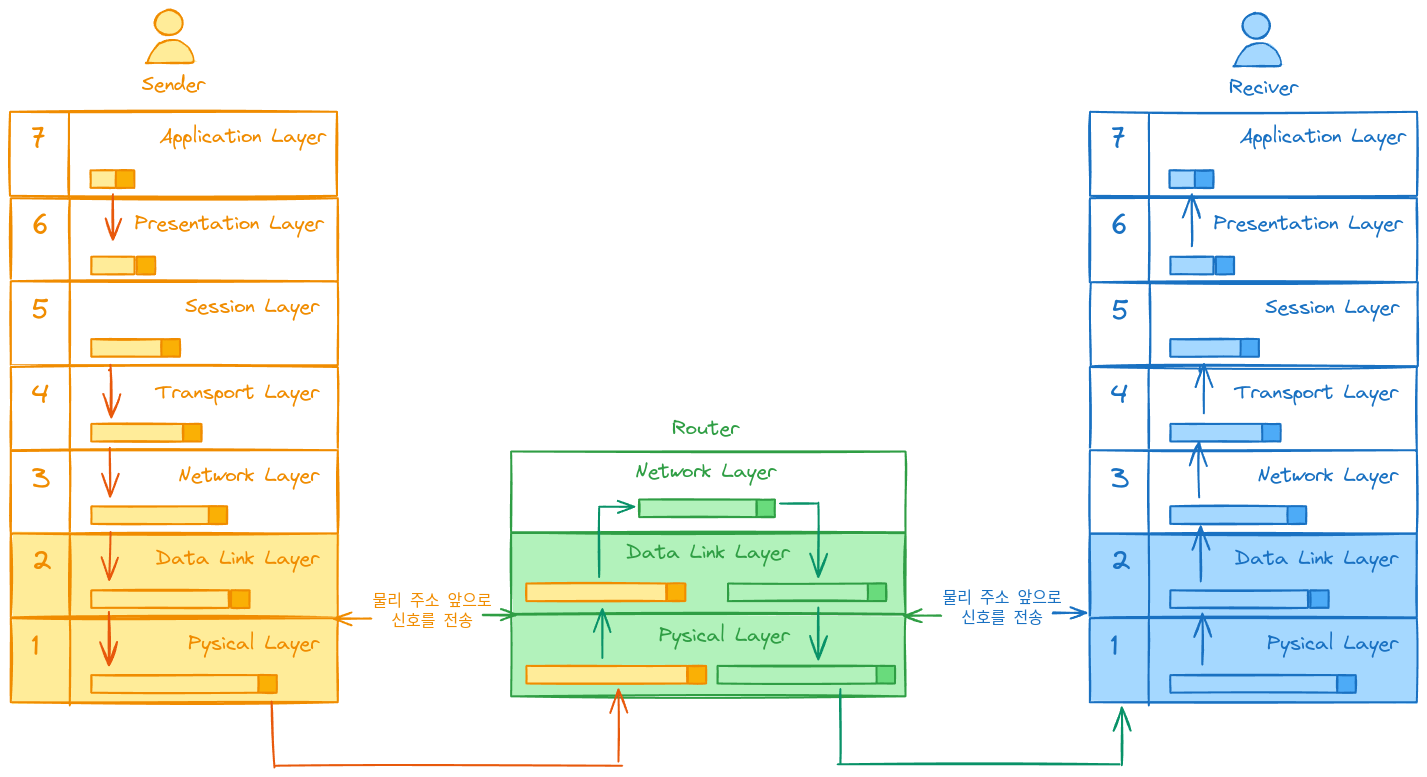 Sender
7
Application Layer
6
Presentation Layer
5
Session Layer
4
Transport Layer
3
Network Layer
2
Data Link Layer
1
Pysical Layer
물리 주소 앞으로
신호를 전송
Router
Network Layer
Data Link Layer
Pysical Layer
물리 주소 앞으로
신호를 전송
Reciver
7
Application Layer
6
Presentation Layer
5
Session Layer
4
Transport Layer
3
Network Layer
2
Data Link Layer
1
Pysical Layer